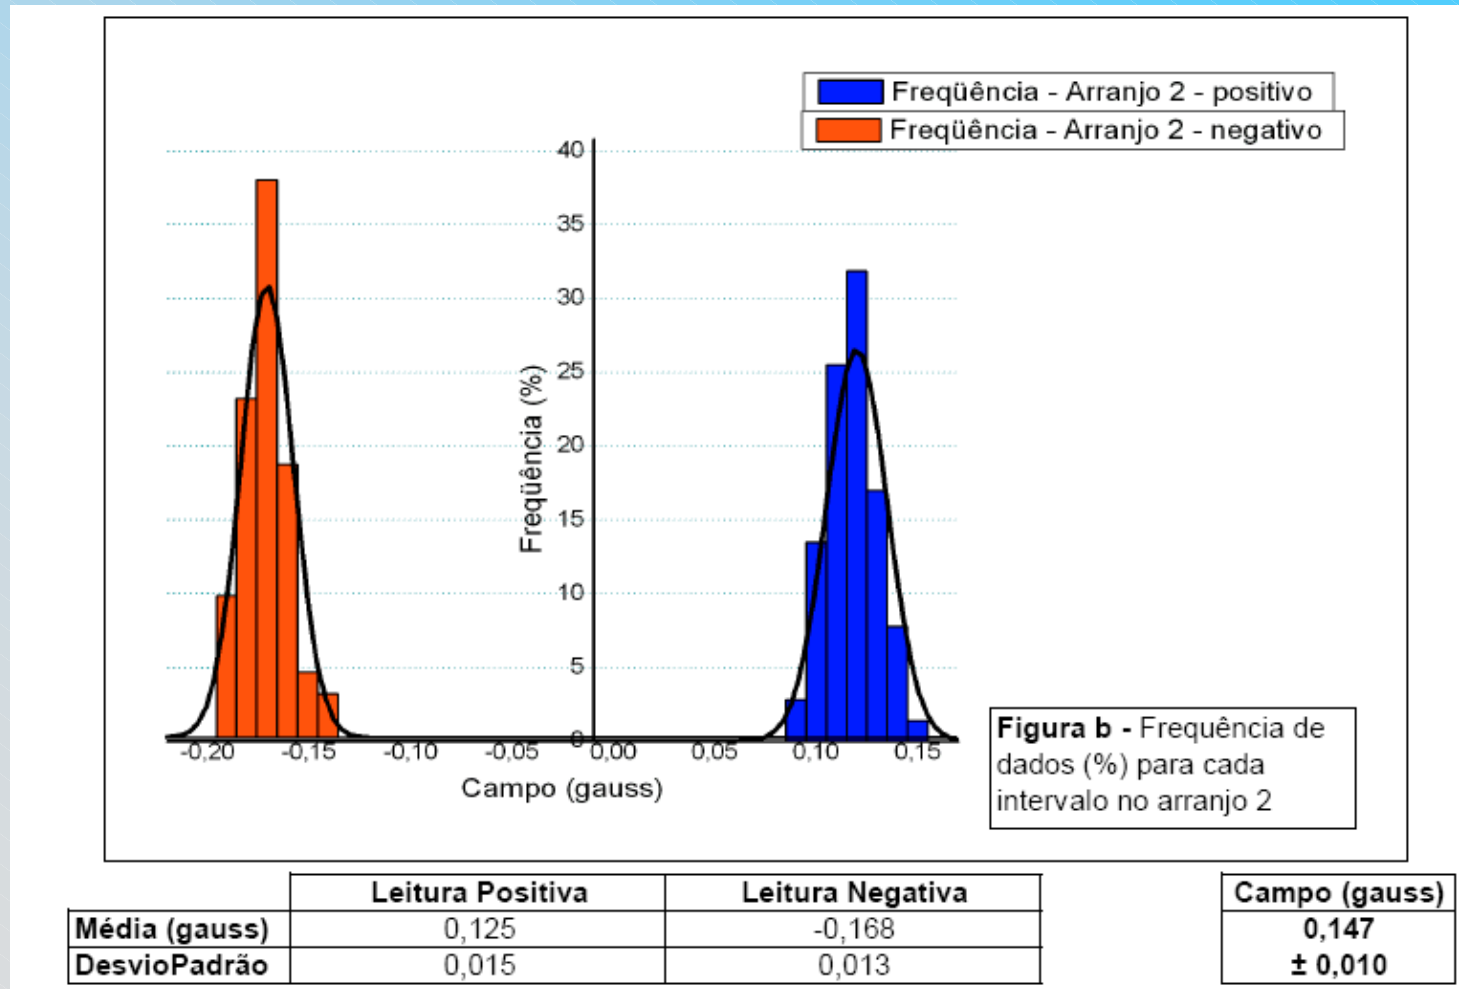 Freqüência - Arranjo 2 - positivo
Freqüência - Arranjo 2 - negativo
40
35
30
25
20
15
10
5
0
Freqüência (%)
-0,20 -0,15 -0,10 -0,05 0,00 0,05 0,10 0,15
Campo (gauss)
Figura b - Frequência de
dados (%) para cada
intervalo no arranjo 2
Leitura Positiva Leitura Negativa Campo (gauss)
Média (gauss) 0,125 -0,168 0,147
DesvioPadrão 0,015 0,013 ± 0,010